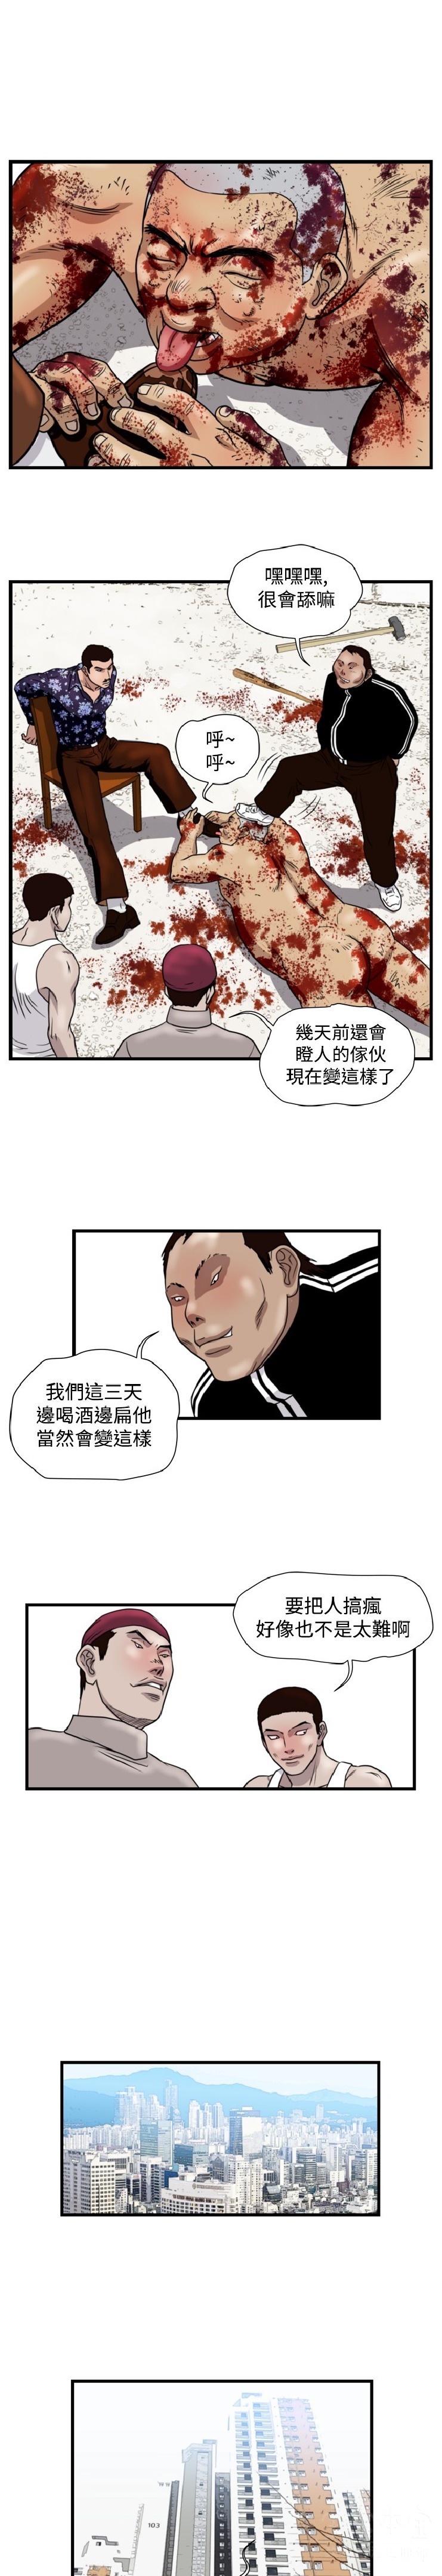 嘿嘿嘿,
很會舔嘛
呼~
呼~
幾天前還會
瞪人的傢伙
現在變這樣了
我們這三天
邊喝酒邊扁他
當然會變這樣
要把人搞瘋
好像也不是太難啊
103